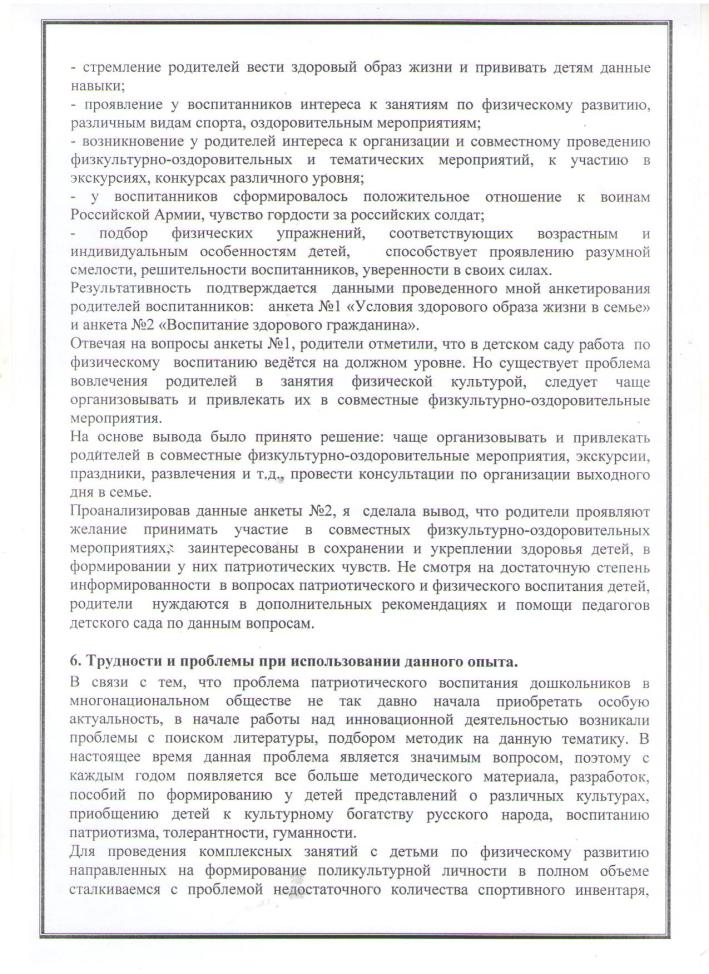 - стремление родителей вести здоровый образ жизни и прививать детям данные
навыки;
- проявление у воспитанников интереса к занятиям по физическому развитию,
различным видам спорта, оздоровительным мероприятиям;
- возникновение у родителей интереса к организации и совместному проведению
физкультурно-оздоровительных и тематических мероприятий, к участию в
экскурсиях, конкурсах различного уровня;
- у воспитанников сформировалось положительное отношение к воинам
Российской Армии, чувство гордости за российских солдат;
- подбор физических упражнений, соответствующих возрастным и
индивидуальным особенностям детей, способствует проявлению разумной
смелости, решительности воспитанников, уверенности в своих силах.
Результативность подтверждается данными проведенного мной анкетирования
родителей воспитанников: анкета №1 «Условия здорового образа жизни в семье»
и анкета №2 «Воспитание здорового гражданина».
Отвечая на вопросы анкеты №1, родители отметили, что в детском саду работа по
физическому воспитанию ведётся на должном уровне. Но существует проблема
вовлечения родителей в занятия физической культурой, следует чаще
организовывать и привлекать их в совместные физкультурно-оздоровительные
мероприятия.
На основе вывода было принято решение: чаще организовывать и привлекать
родителей в совместные физкультурно-оздоровительные мероприятия, экскурсии,
праздники, развлечения и т.д., провести консультации по организации выходного
дня в семье.
Проанализировав данные анкеты №2, я сделала вывод, что родители проявляют
желание принимать участие в совместных физкультурно-оздоровительных
мероприятиях, заинтересованы в сохранении и укреплении здоровья детей, в
формировании у них патриотических чувств. Не смотря на достаточную степень
информированности в вопросах патриотического и физического воспитания детей,
родители нуждаются в дополнительных рекомендациях и помощи педагогов
детского сада по данным вопросам.
6. Трудности и проблемы при использовании данного опыта.
В связи с тем, что проблема патриотического воспитания дошкольников в
многонациональном обществе не так давно начала приобретать особую
актуальность, в начале работы над инновационной деятельностью возникали
проблемы с поиском литературы, подбором методик на данную тематику. В
настоящее время данная проблема является значимым вопросом, поэтому с
каждым годом появляется все больше методического материала, разработок,
пособий по формированию у детей представлений о различных культурах,
приобщению детей к культурному богатству русского народа, воспитанию
патриотизма, толерантности, гуманности.
Для проведения комплексных занятий с детьми по физическому развитию
направленных на формирование поликультурной личности в полном объеме
сталкиваемся с проблемой недостаточного количества спортивного инвентаря,